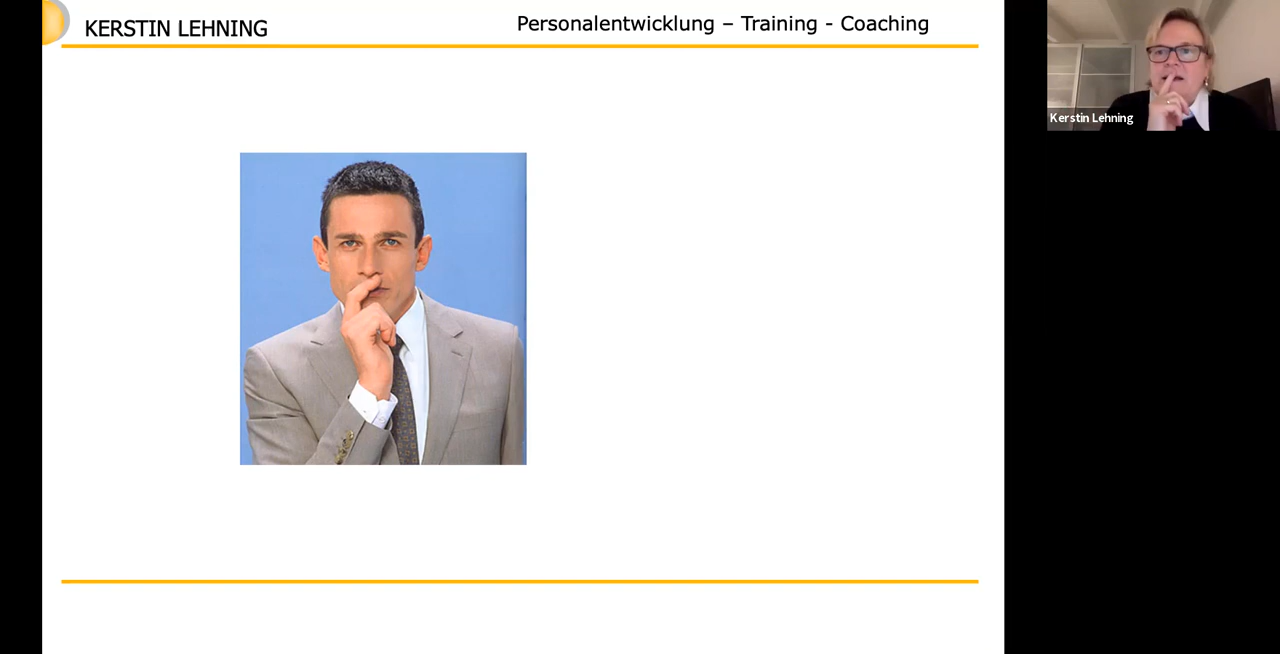 KERSTIN LEHNING
Personalentwicklung – Training - Coaching
Kerstin Lehning